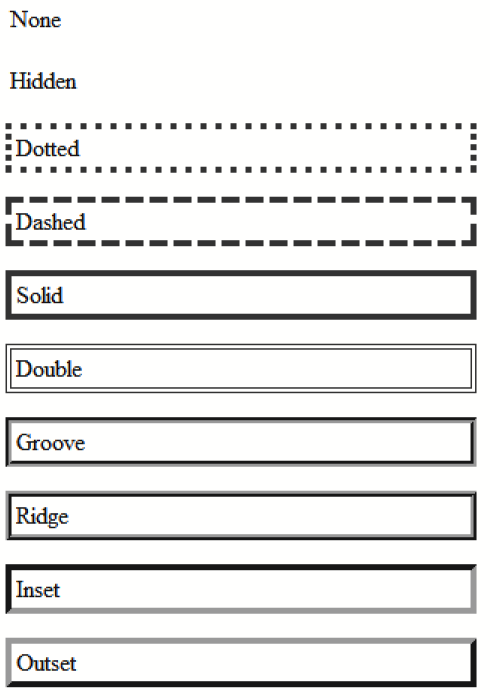 None
Hidden
Dotted
Dashed
Solid
Double
Groove
Ridge
Inset
Outset